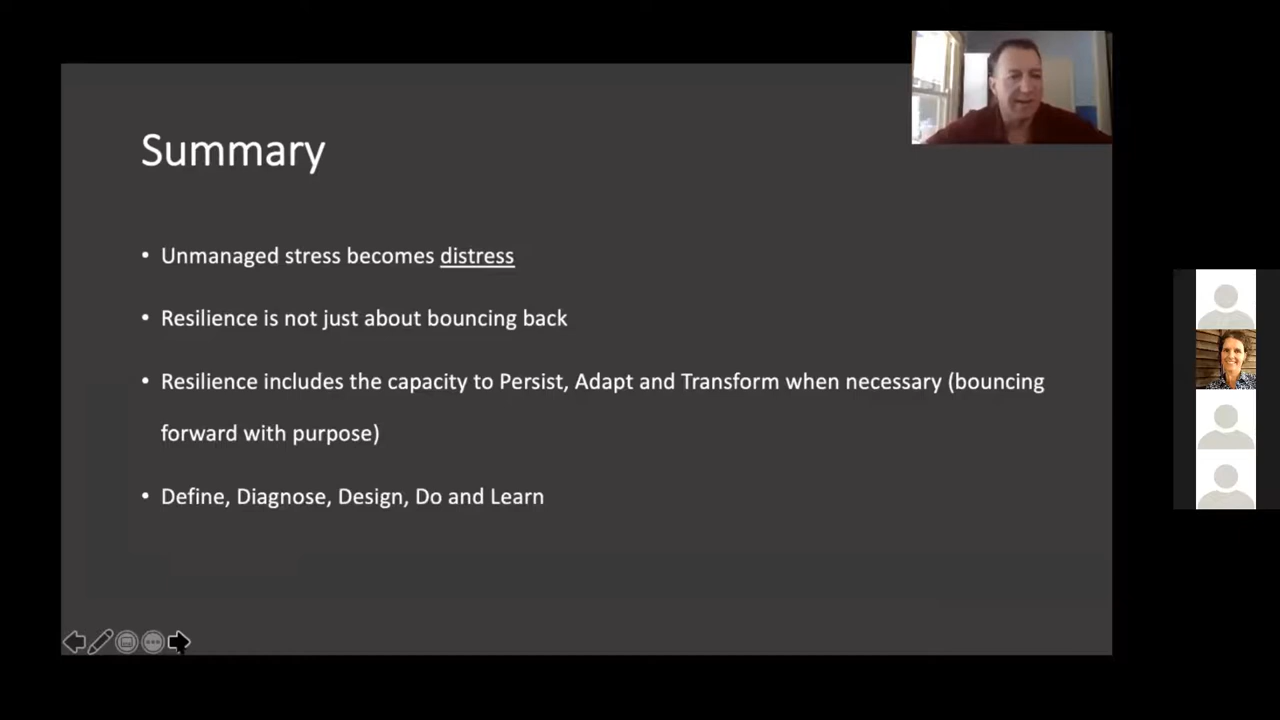 Summary
• Unmanaged stress becomes distress
• Resilience is not just about bouncing back
• Resilience includes the capacity to Persist, Adapt and Transform when necessary (bouncing
forward with purpose)
• Define, Diagnose, Design, Do and Learn